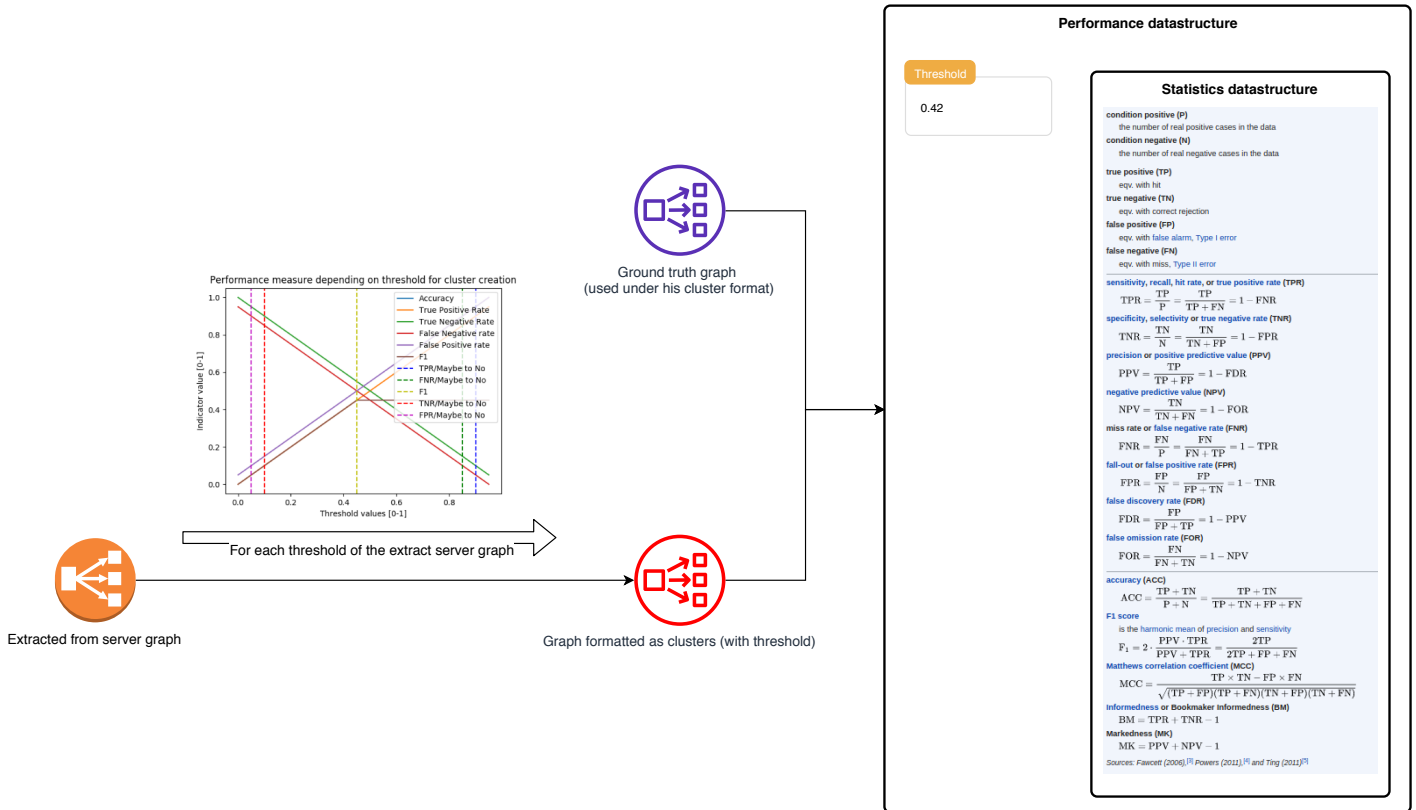 Performance datastructure
Threshold
0.42
Statistics datastructure
condition positive (P)
the number of real positive cases in the data
condition negative (N)
the number of real negative cases in the data
true positive (TP)
eqv. with hit
true negative (TN)
eqv. with correct rejection
false positive (FP)
eqv. with false alarm, Type I error
false negative (FN)
eqv. with miss, Type II error
sensitivity, recall, hit rate, or true positive rate (TPR)
TPR = TP/P = TP/(TP + FN) = 1 − FNR
specificity, selectivity or true negative rate (TNR)
TNR = TN/N = TN/(TN + FP) = 1 − FPR
precision or positive predictive value (PPV)
PPV = TP/(TP + FP) = 1 − FDR
negative predictive value (NPV)
NPV = TN/(TN + FN) = 1 − FOR
miss rate or false negative rate (FNR)
FNR = FN/P = FN/(FN + TP) = 1 − TPR
fall-out or false positive rate (FPR)
FPR = FP/N = FP/(FP + TN) = 1 − TNR
false discovery rate (FDR)
FDR = FP/(FP + TP) = 1 − PPV
false omission rate (FOR)
FOR = FN/(FN + TN) = 1 − NPV
accuracy (ACC)
ACC = (TP + TN)/(P + N) = (TP + TN)/(TP + TN + FP + FN)
F1 score
is the harmonic mean of precision and sensitivity
F₁ = 2 · (PPV · TPR)/(PPV + TPR) = 2TP/(2TP + FP + FN)
Matthews correlation coefficient (MCC)
MCC = (TP × TN − FP × FN)/√((TP + FP)(TP + FN)(TN + FP)(TN + FN))
Informedness or Bookmaker Informedness (BM)
BM = TPR + TNR − 1
Markedness (MK)
MK = PPV + NPV − 1
Sources: Fawcett (2006),[3] Powers (2011),[4] and Ting (2011)[5]
Ground truth graph
(used under his cluster format)
Performance measure depending on threshold for cluster creation
Indicator value [0-1]
1.0
0.8
0.6
0.4
0.2
0.0
Accuracy
True Positive Rate
True Negative Rate
False Negative rate
False Positive rate
F1
TPR/Maybe to No
FNR/Maybe to No
F1
TNR/Maybe to No
FPR/Maybe to No
0.0 0.2 0.4 0.6 0.8
Threshold values [0-1]
For each threshold of the extract server graph
Extracted from server graph
Graph formatted as clusters (with threshold)